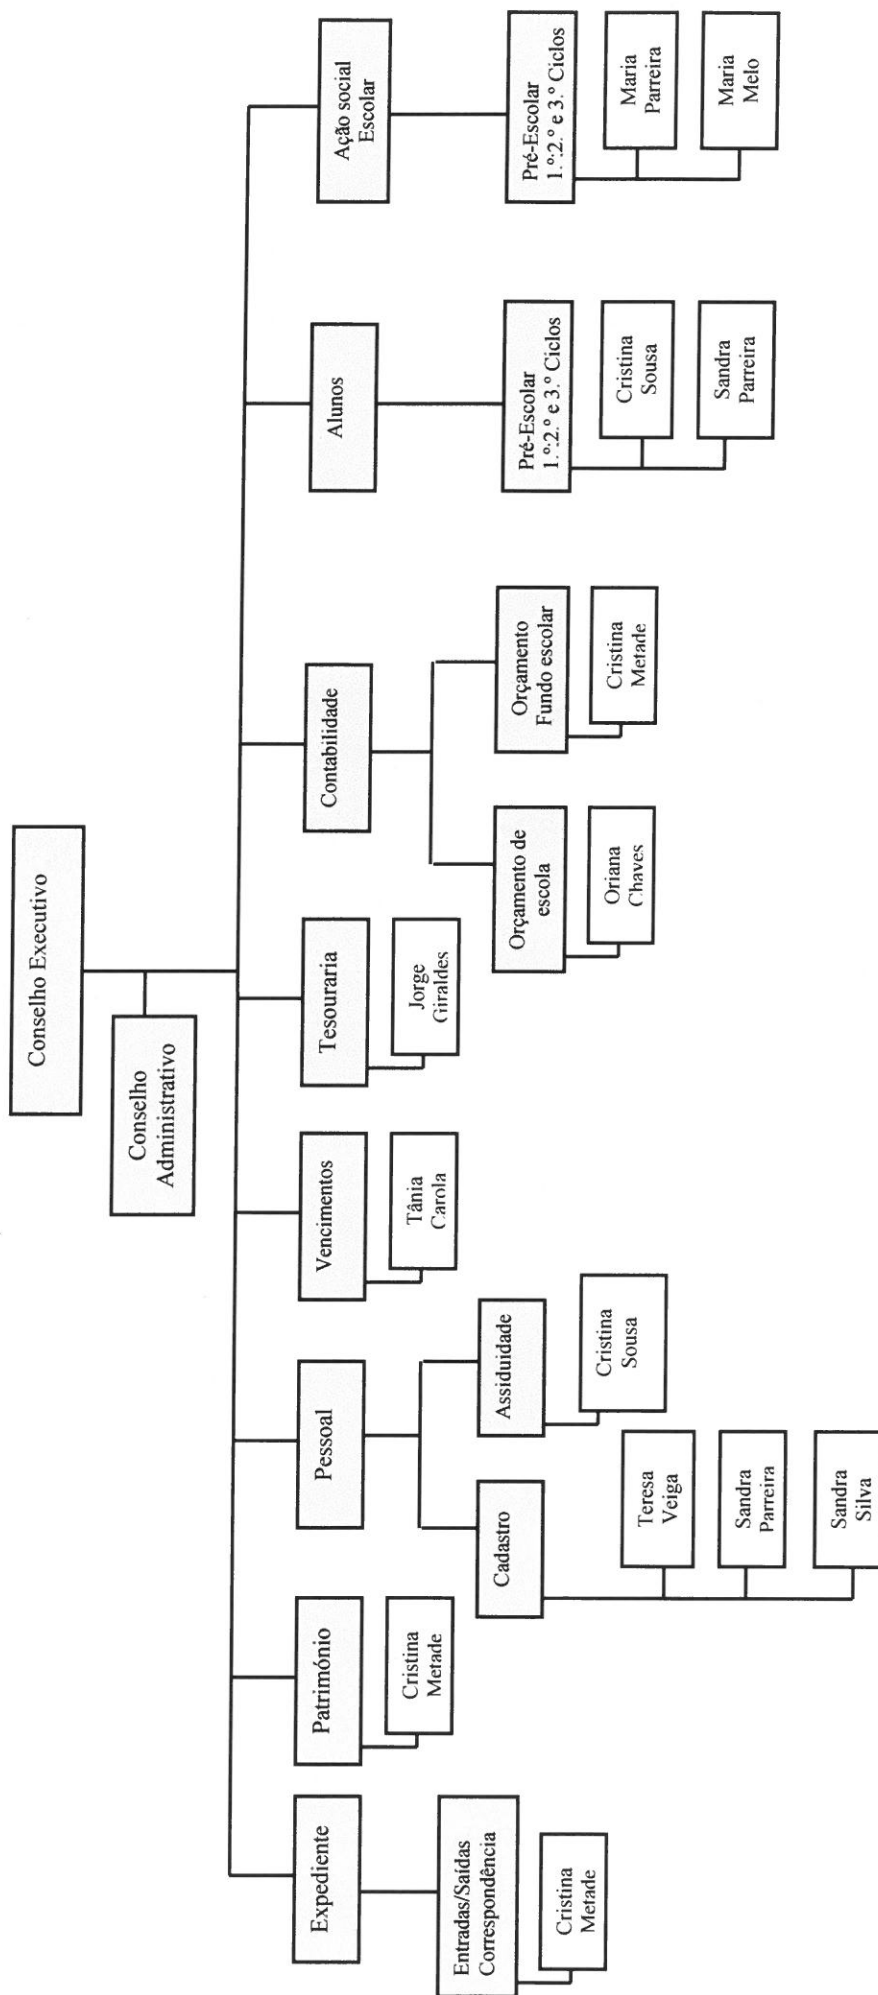 Conselho Executivo
Conselho
Administrativo
Expediente
Património
Pessoal
Vencimentos
Tesouraria
Contabilidade
Alunos
Ação social
Escolar
Entradas/Saídas
Correspondência
Cristina
Metade
Cristina
Metade
Cadastro
Assiduidade
Teresa
Veiga
Sandra
Parreira
Sandra
Silva
Cristina
Sousa
Tânia
Carola
Jorge
Giraldes
Orçamento de
escola
Orçamento
Fundo escolar
Oriana
Chaves
Cristina
Metade
Pré-Escolar
1.º:2.º e 3.º Ciclos
Cristina
Sousa
Sandra
Parreira
Pré-Escolar
1.º:2.º e 3.º Ciclos
Maria
Parreira
Maria
Melo